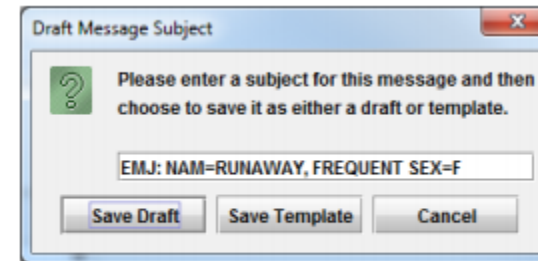 Draft Message Subject
Please enter a subject for this message and then
choose to save it as either a draft or template.
EMJ: NAM=RUNAWAY, FREQUENT SEX=F
Save Draft Save Template Cancel